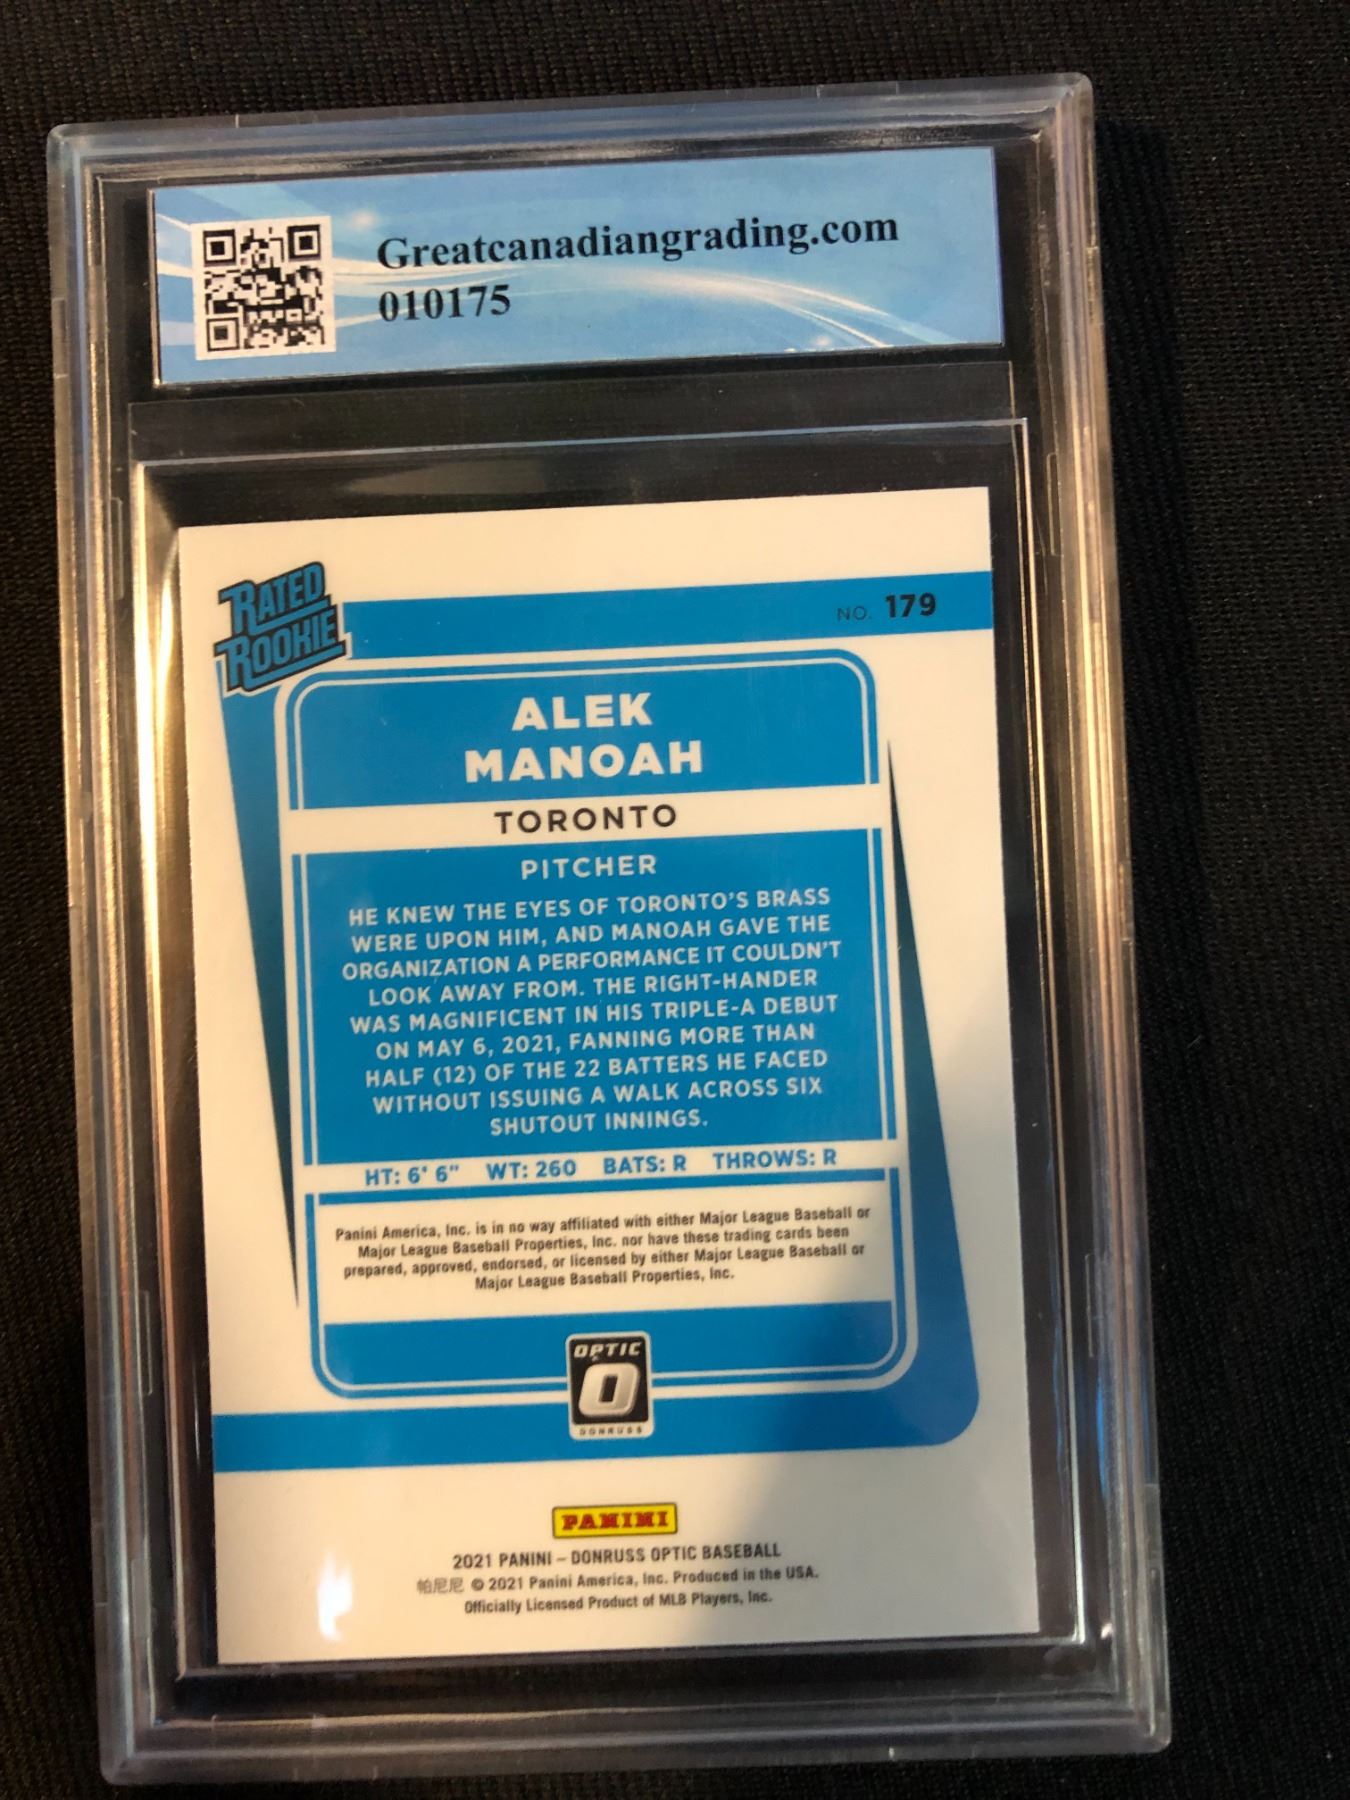 Greatcanadiangrading.com
010175
RATED
ROOKIE
NO. 179
ALEK
MANOAH
TORONTO
PITCHER
HE KNEW THE EYES OF TORONTO'S BRASS
WERE UPON HIM, AND MANOAH GAVE THE
ORGANIZATION A PERFORMANCE IT COULDN'T
LOOK AWAY FROM. THE RIGHT-HANDER
WAS MAGNIFICENT IN HIS TRIPLE-A DEBUT
ON MAY 6, 2021, FANNING MORE THAN
HALF (12) OF THE 22 BATTERS HE FACED
WITHOUT ISSUING A WALK ACROSS SIX
SHUTOUT INNINGS.
HT: 6' 6" WT: 260 BATS: R THROWS: R
Panini America, Inc. is in no way affiliated with either Major League Baseball or
Major League Baseball Properties, Inc. nor have these trading cards been
prepared, approved, endorsed, or licensed by either Major League Baseball or
Major League Baseball Properties, Inc.
OPTIC
O
DONRUSS
PANINI
2021 PANINI – DONRUSS OPTIC BASEBALL
帕尼尼 © 2021 Panini America, Inc. Produced in the USA.
Officially Licensed Product of MLB Players, Inc.